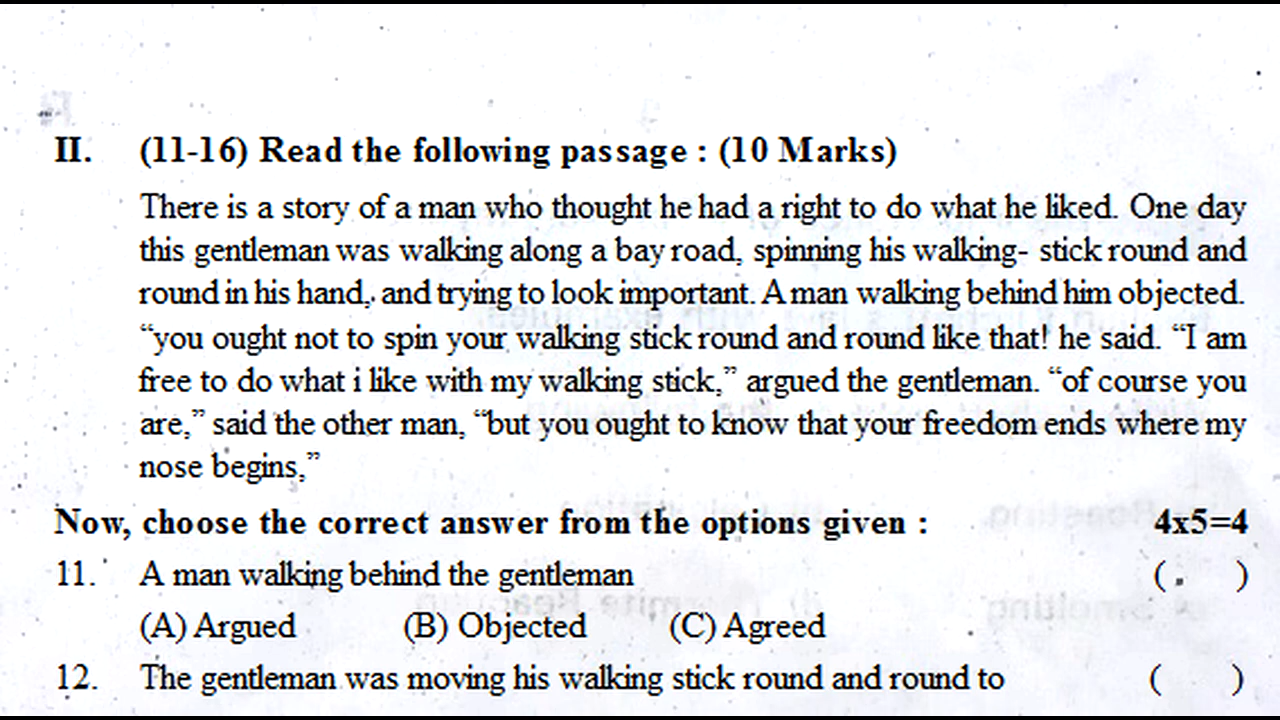 II. (11-16) Read the following passage : (10 Marks)
There is a story of a man who thought he had a right to do what he liked. One day
this gentleman was walking along a bay road, spinning his walking- stick round and
round in his hand, and trying to look important. A man walking behind him objected.
“you ought not to spin your walking stick round and round like that! he said. “I am
free to do what i like with my walking stick,” argued the gentleman. “of course you
are,” said the other man, “but you ought to know that your freedom ends where my
nose begins,”
Now, choose the correct answer from the options given : 4x5=4
11. A man walking behind the gentleman ( )
(A) Argued (B) Objected (C) Agreed
12. The gentleman was moving his walking stick round and round to ( )